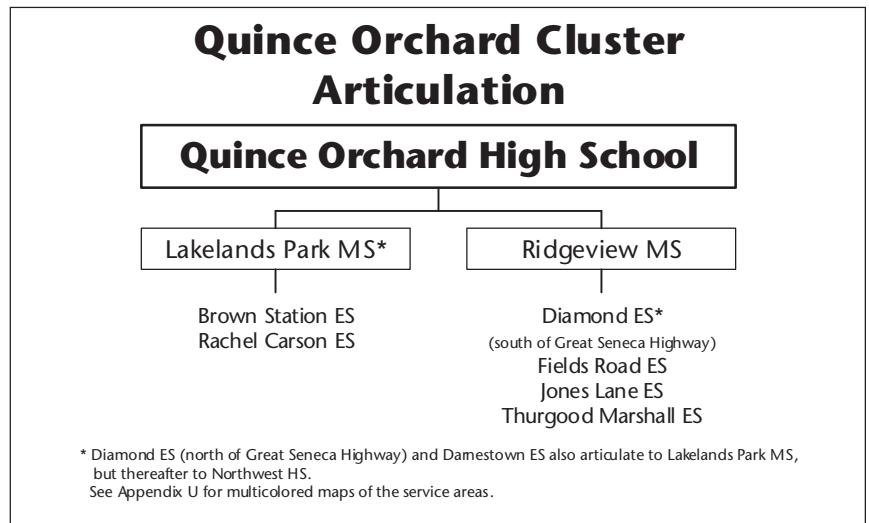 Quince Orchard Cluster
Articulation
Quince Orchard High School
Lakelands Park MS*
Ridgeview MS
Brown Station ES
Rachel Carson ES
Diamond ES*
(south of Great Seneca Highway)
Fields Road ES
Jones Lane ES
Thurgood Marshall ES
* Diamond ES (north of Great Seneca Highway) and Darnestown ES also articulate to Lakelands Park MS,
but thereafter to Northwest HS.
See Appendix U for multicolored maps of the service areas.